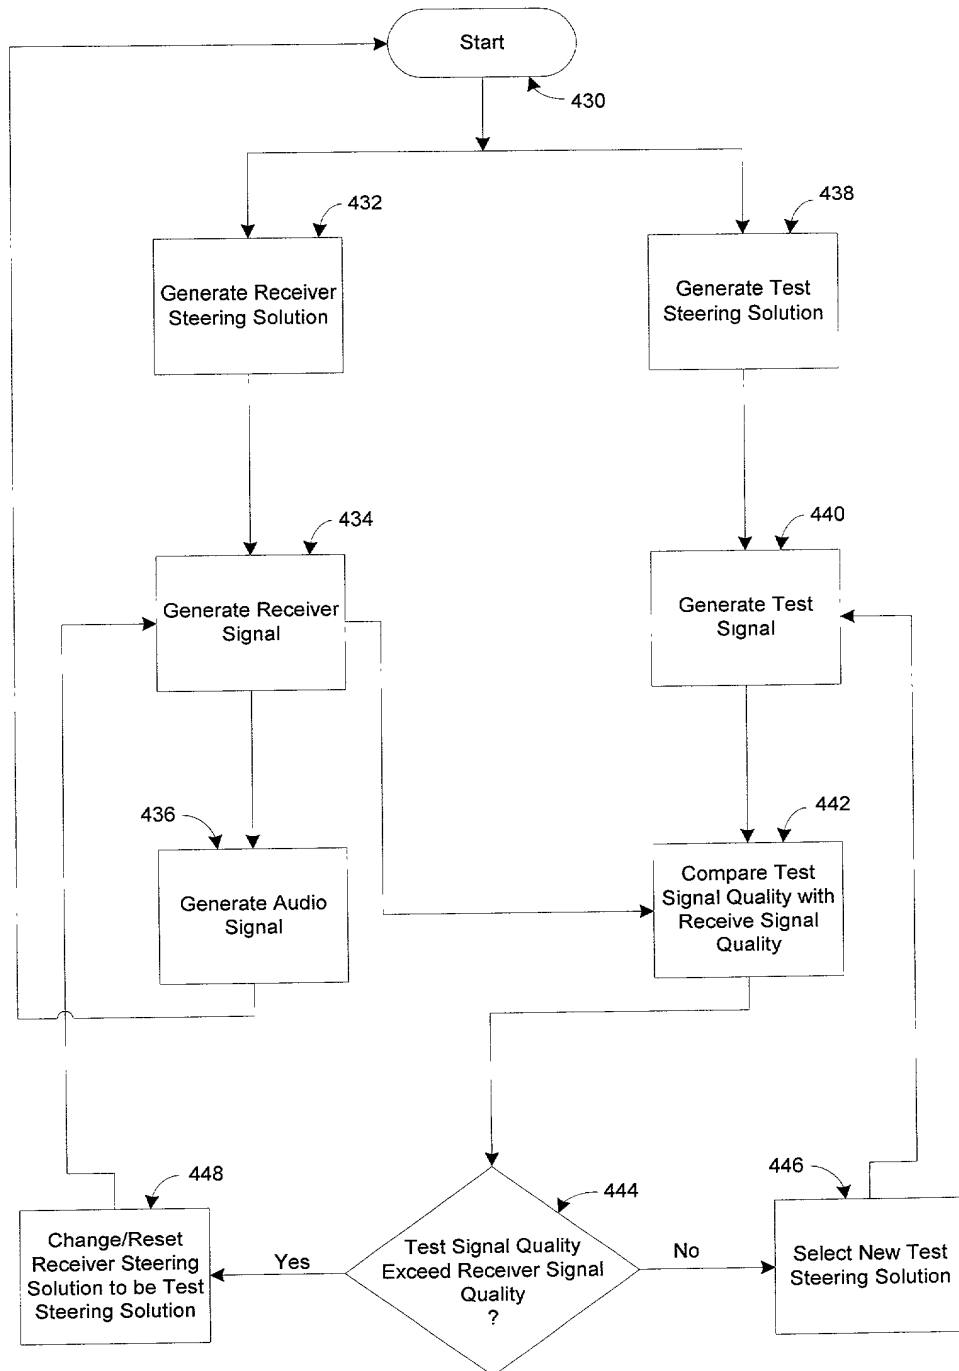 Start
430
432
438
Generate Receiver
Steering Solution
Generate Test
Steering Solution
434
440
Generate Receiver
Signal
Generate Test
Signal
436
442
Generate Audio
Signal
Compare Test
Signal Quality with
Receive Signal
Quality
448
444
446
Change/Reset
Receiver Steering
Solution to be Test
Steering Solution
Yes
Test Signal Quality
Exceed Receiver Signal
Quality
?
No
Select New Test
Steering Solution